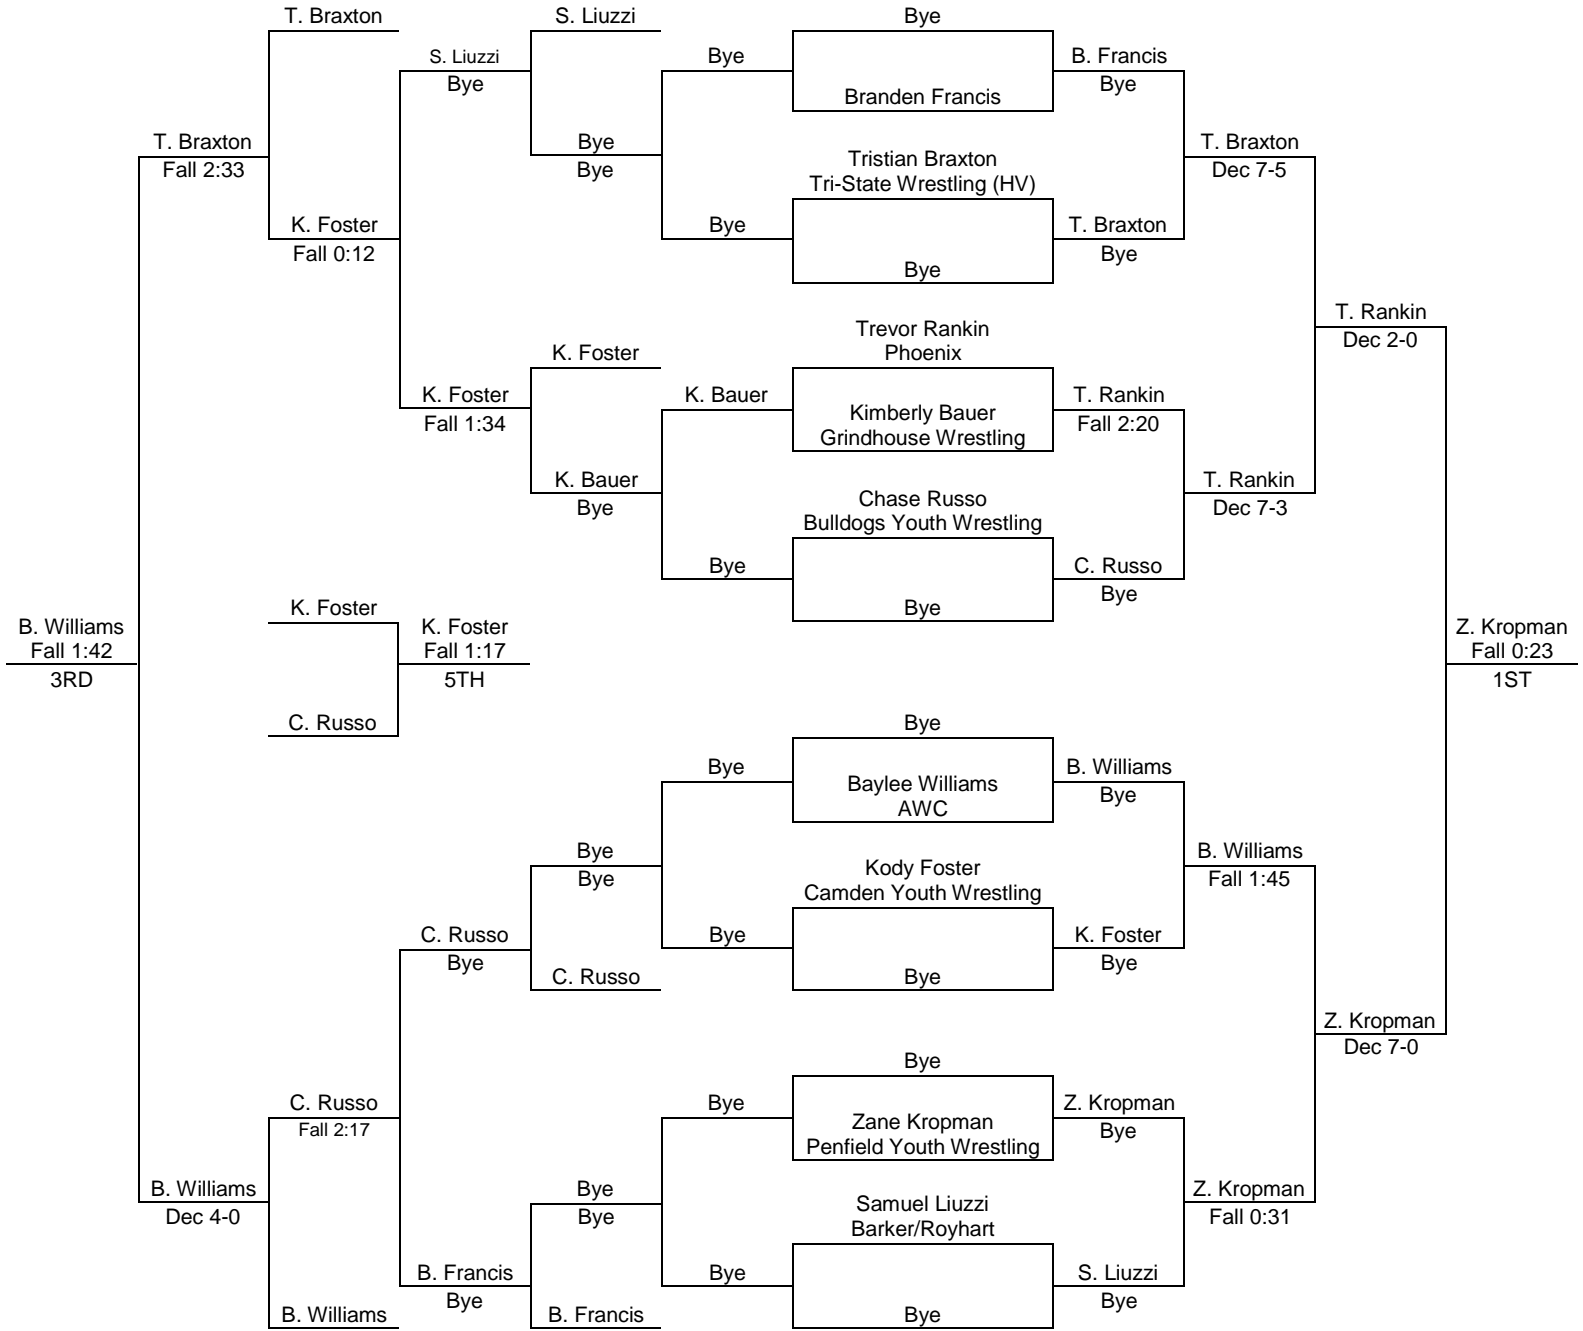 T. Braxton
S. Liuzzi
Bye
S. Liuzzi
Bye
Bye
B. Francis
Bye
Branden Francis
T. Braxton
Fall 2:33
Bye
Bye
Tristian Braxton
Tri-State Wrestling (HV)
T. Braxton
Dec 7-5
K. Foster
Fall 0:12
Bye
T. Braxton
Bye
Bye
Trevor Rankin
Phoenix
T. Rankin
Dec 2-0
K. Foster
K. Foster
Fall 1:34
K. Bauer
Kimberly Bauer
Grindhouse Wrestling
T. Rankin
Fall 2:20
K. Bauer
Bye
Chase Russo
Bulldogs Youth Wrestling
T. Rankin
Dec 7-3
Bye
C. Russo
Bye
Bye
K. Foster
B. Williams
Fall 1:42
3RD
K. Foster
Fall 1:17
5TH
Z. Kropman
Fall 0:23
1ST
C. Russo
Bye
Bye
Baylee Williams
AWC
B. Williams
Bye
Bye
Bye
Kody Foster
Camden Youth Wrestling
B. Williams
Fall 1:45
C. Russo
Bye
Bye
K. Foster
Bye
C. Russo
Bye
Z. Kropman
Dec 7-0
Bye
C. Russo
Fall 2:17
Bye
Zane Kropman
Penfield Youth Wrestling
Z. Kropman
Bye
B. Williams
Dec 4-0
Bye
Bye
Samuel Liuzzi
Barker/Royhart
Z. Kropman
Fall 0:31
B. Francis
Bye
Bye
S. Liuzzi
Bye
B. Williams
B. Francis
Bye